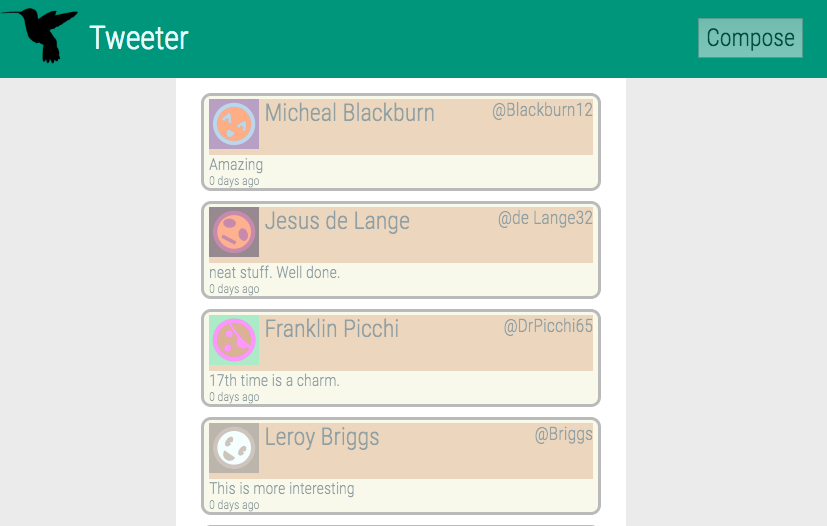 Tweeter
Compose
Micheal Blackburn @Blackburn12
Amazing
0 days ago
Jesus de Lange @de Lange32
neat stuff. Well done.
0 days ago
Franklin Picchi @DrPicchi65
17th time is a charm.
0 days ago
Leroy Briggs @Briggs
This is more interesting
0 days ago